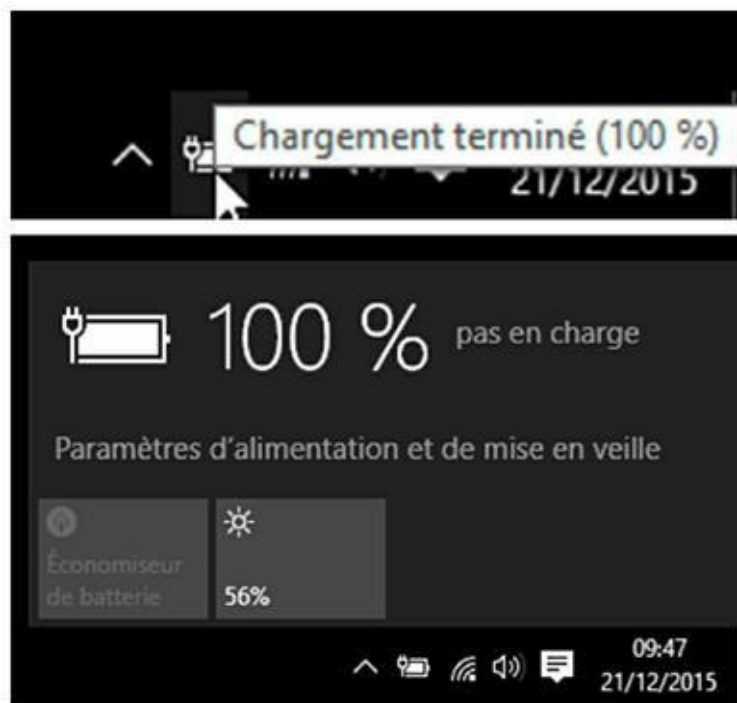 Chargement terminé (100 %)
21/12/2015
100 % pas en charge
Paramètres d'alimentation et de mise en veille
Économiseur
de batterie
56%
09:47
21/12/2015